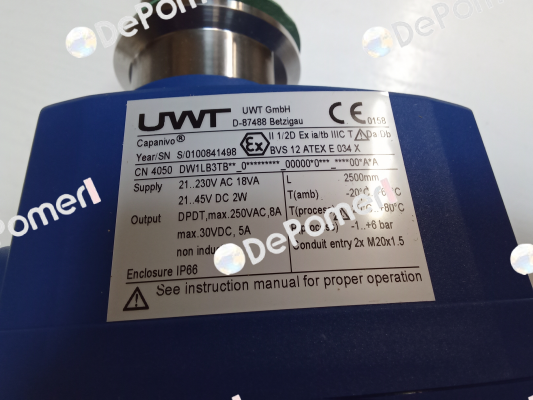 UWT
UWT GmbH
D-87488 Betzigau
CE 0158
Capanivo®
II 1/2D Ex ia/tb IIIC T Da Db
Year/SN S/0100841498
BVS 12 ATEX E 034 X
CN 4050 DW1LB3TB**_0*********_00000*0***_****00*A*A
Supply 21..230V AC 18VA
L 2500mm
21..45V DC 2W
T(amb)
Output DPDT,max.250VAC,8A
T(process) +80°C
max.30VDC, 5A
-1..+6 bar
non
Conduit entry 2x M20x1.5
Enclosure IP66
See instruction manual for proper operation
DePomerl
DePomerl
DePomerl